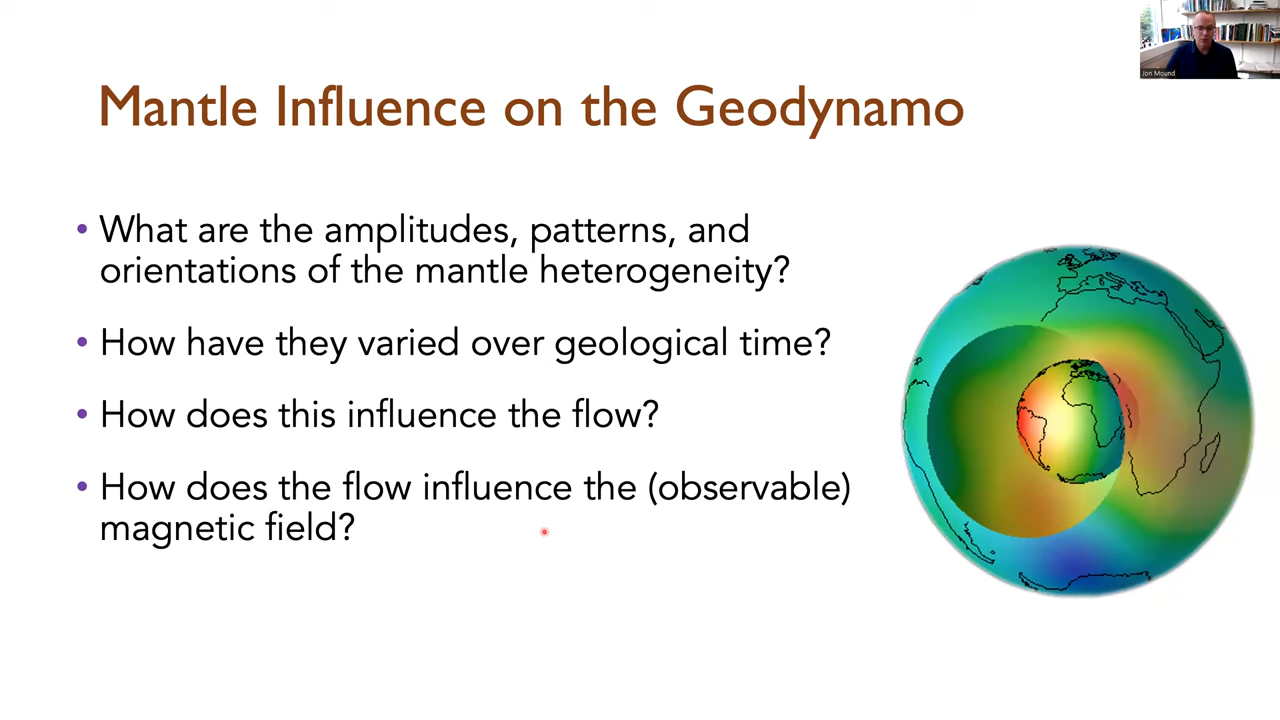 Jon Mound
Mantle Influence on the Geodynamo
• What are the amplitudes, patterns, and
orientations of the mantle heterogeneity?
• How have they varied over geological time?
• How does this influence the flow?
• How does the flow influence the (observable)
magnetic field?